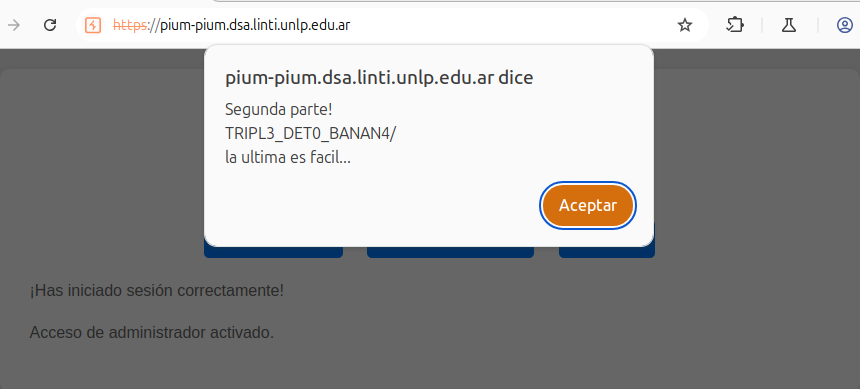 https://pium-pium.dsa.linti.unlp.edu.ar
pium-pium.dsa.linti.unlp.edu.ar dice
Segunda parte!
TRIPL3_DET0_BANAN4/
la ultima es facil...
Aceptar
¡Has iniciado sesión correctamente!
Acceso de administrador activado.